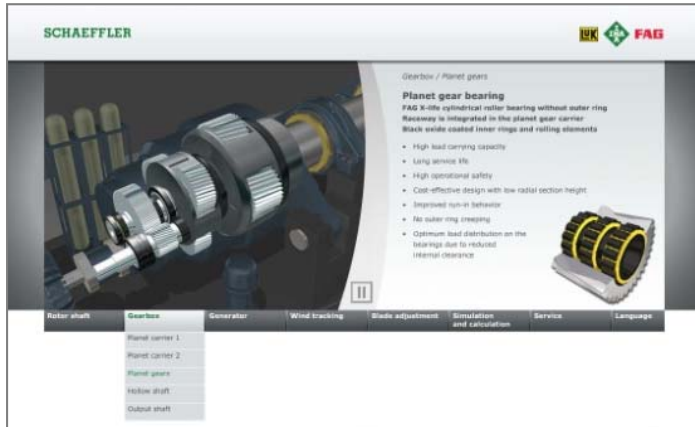 SCHAEFFLER
LUK
INA
FAG
Gearbox / Planet gears
Planet gear bearing
FAG X-life cylindrical roller bearing without outer ring
Raceway is integrated in the planet gear carrier
Black oxide coated inner rings and rolling elements
• High load carrying capacity
• Long service life
• High operational safety
• Cost-effective design with low radial section height
• Improved run-in behavior
• No outer ring creeping
• Optimum load distribution on the
bearings due to reduced
internal clearance
Rotor shaft
Gearbox
Generator
Wind tracking
Blade adjustment
Simulation
and calculation
Service
Language
Planet carrier 1
Planet carrier 2
Planet gears
Hollow shaft
Output shaft